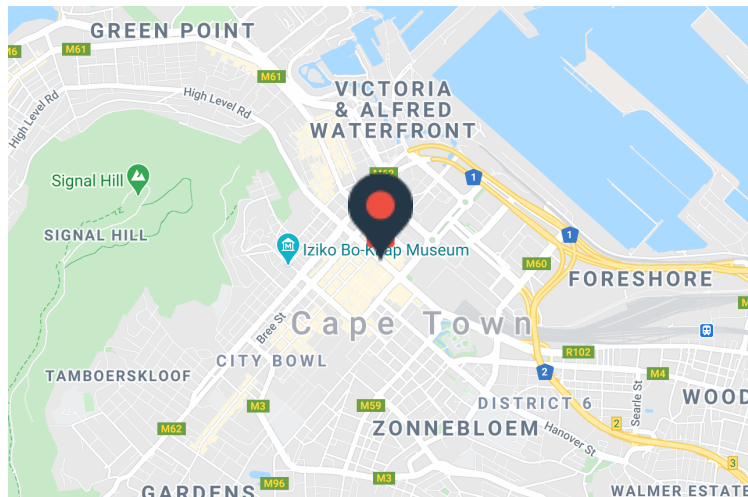 GREEN POINT
M6
M61
M61
High Level Rd
High Level Rd
VICTORIA
& ALFRED
WATERFRONT
M62
1
Signal Hill
SIGNAL HILL
1
Iziko Bo-Kaap Museum
M60
FORESHORE
M
Cape Town
Bree St
CITY BOWL
R102
TAMBOERSKLOOF
2
M4
Searle St
WOOD
M3
M59
DISTRICT 6
M62
ZONNEBLOEM
Hanover St
2
3
M3
M96
GARDENS
WALMER ESTATE